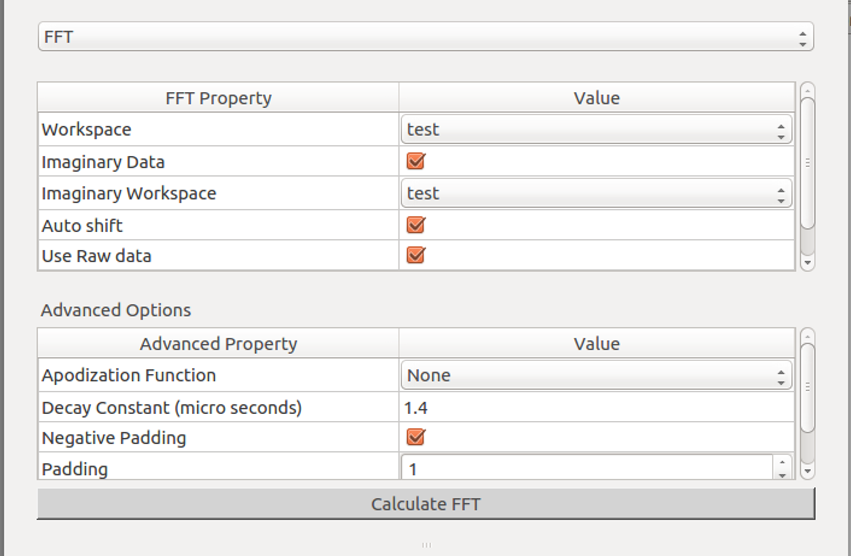 FFT
FFT Property Value
Workspace test
Imaginary Data
Imaginary Workspace test
Auto shift
Use Raw data
Advanced Options
Advanced Property Value
Apodization Function None
Decay Constant (micro seconds) 1.4
Negative Padding
Padding 1
Calculate FFT